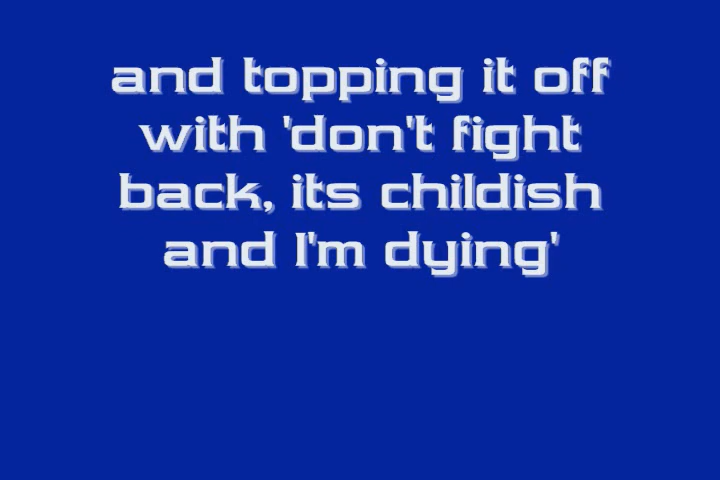 and topping it off
with 'don't fight
back, its childish
and I'm dying'